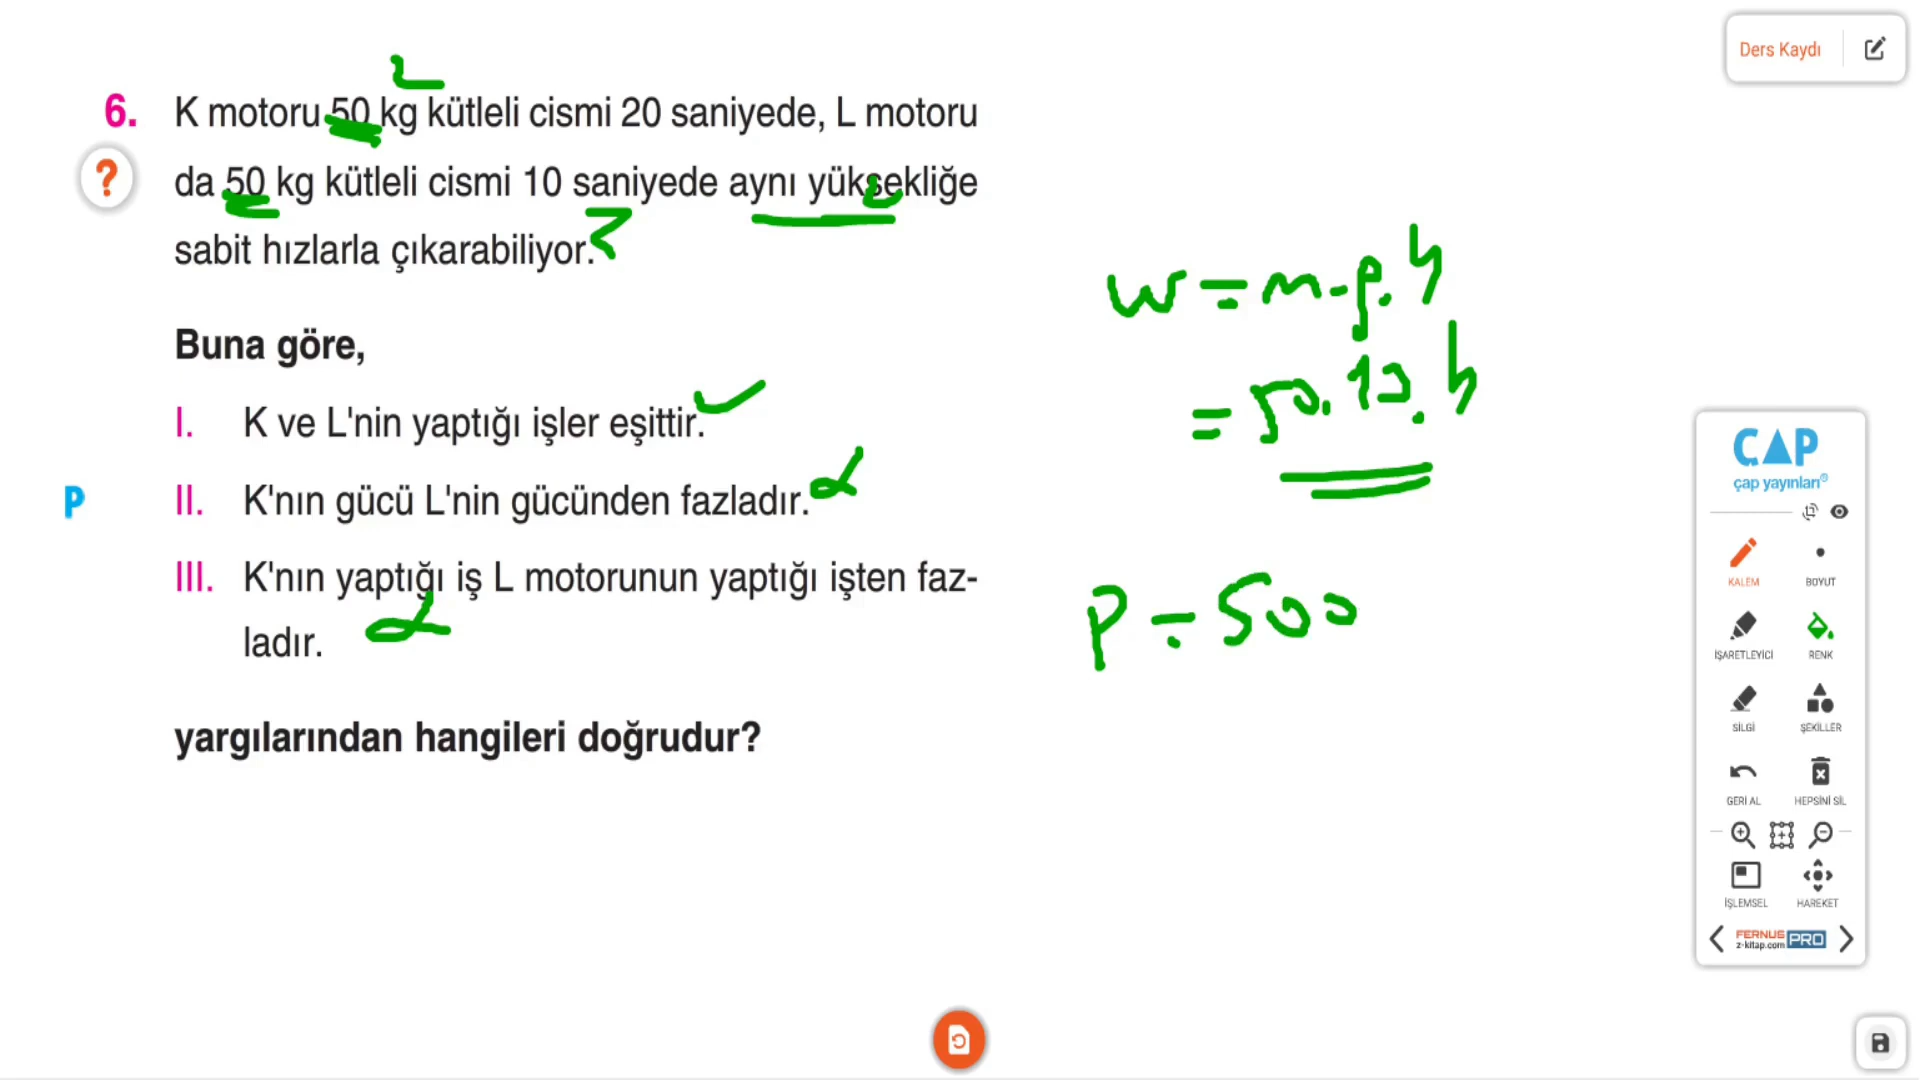 Ders Kaydı
6. K motoru 50 kg kütleli cismi 20 saniyede, L motoru
? da 50 kg kütleli cismi 10 saniyede aynı yüksekliğe
sabit hızlarla çıkarabiliyor.
Buna göre,
I. K ve L'nin yaptığı işler eşittir.
P II. K'nın gücü L'nin gücünden fazladır.
III. K'nın yaptığı iş L motorunun yaptığı işten faz-
ladır.
yargılarından hangileri doğrudur?
W = m.g.h
= 50.10.h
P = 500
ÇAP
çap yayınları®
KALEM BOYUT
İŞARETLEYİCİ RENK
SİLGİ ŞEKİLLER
GERİ AL HEPSİNİ SİL
İŞLEMSEL HAREKET
FERNUS
z-kitap.com PRO